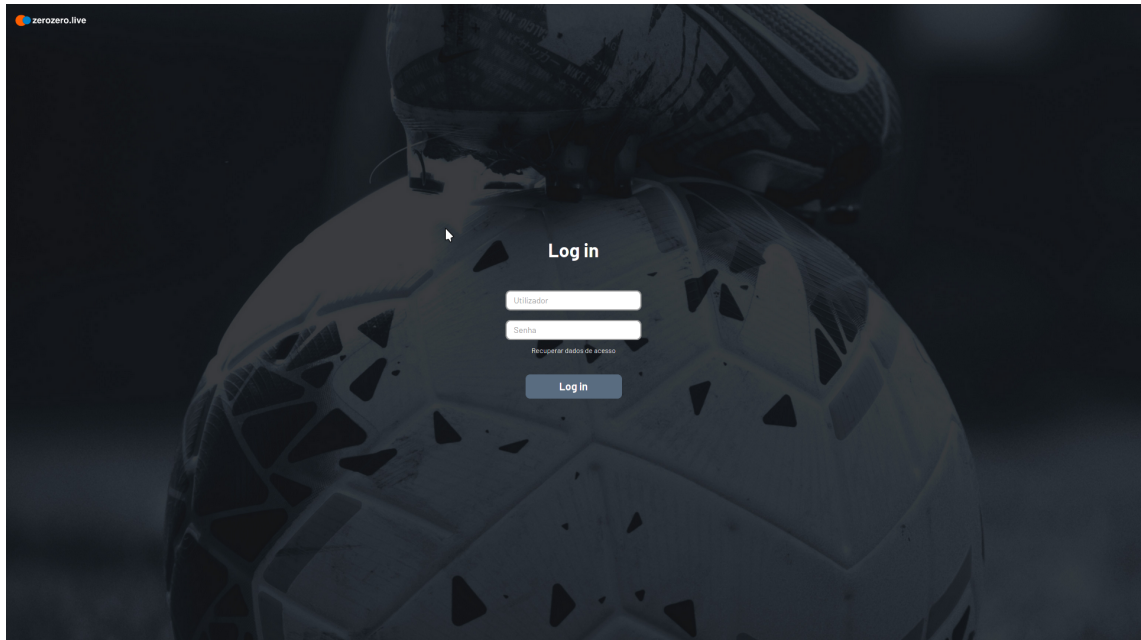 zerozero.live
Log in
Utilizador
Senha
Recuperar dados de acesso
Log in